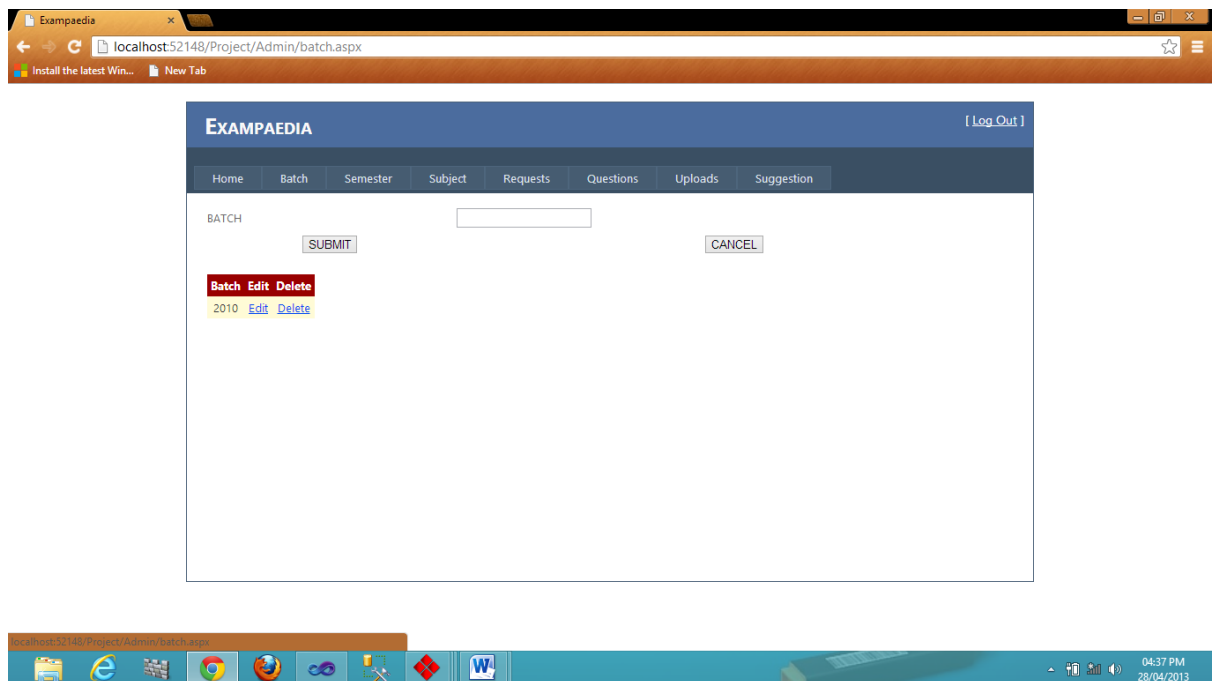 Exampaedia
localhost:52148/Project/Admin/batch.aspx
Install the latest Win... New Tab
EXAMPAEDIA [ Log Out ]
Home Batch Semester Subject Requests Questions Uploads Suggestion
BATCH
SUBMIT CANCEL
Batch Edit Delete
2010 Edit Delete
localhost:52148/Project/Admin/batch.aspx
04:37 PM
28/04/2013